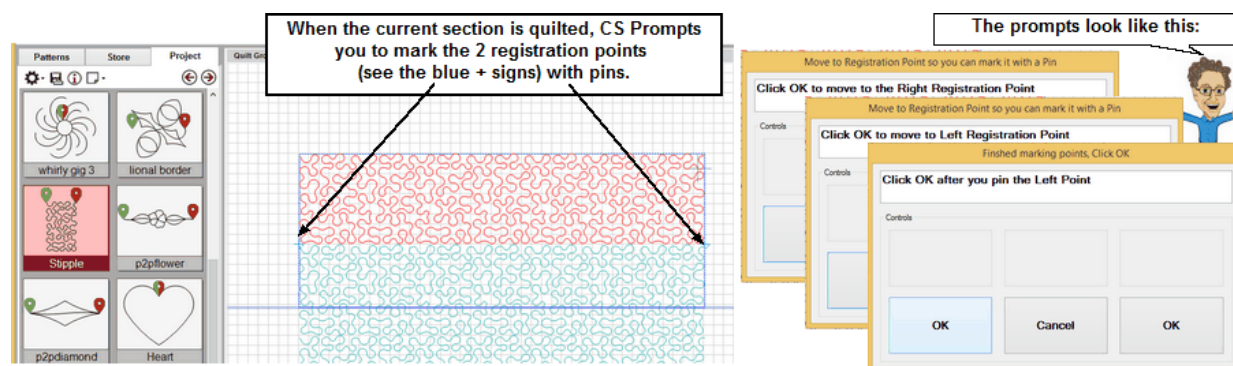 When the current section is quilted, CS Prompts
you to mark the 2 registration points
(see the blue + signs) with pins.
The prompts look like this:
Patterns
Store
Project
Quilt Gro
whirly gig 3
lional border
Stipple
p2pflower
p2pdiamond
Heart
Move to Registration Point so you can mark it with a Pin
Click OK to move to the Right Registration Point
Controls
Move to Registration Point so you can mark it with a Pin
Click OK to move to Left Registration Point
Controls
Finshed marking points, Click OK
Click OK after you pin the Left Point
Controls
OK
Cancel
OK